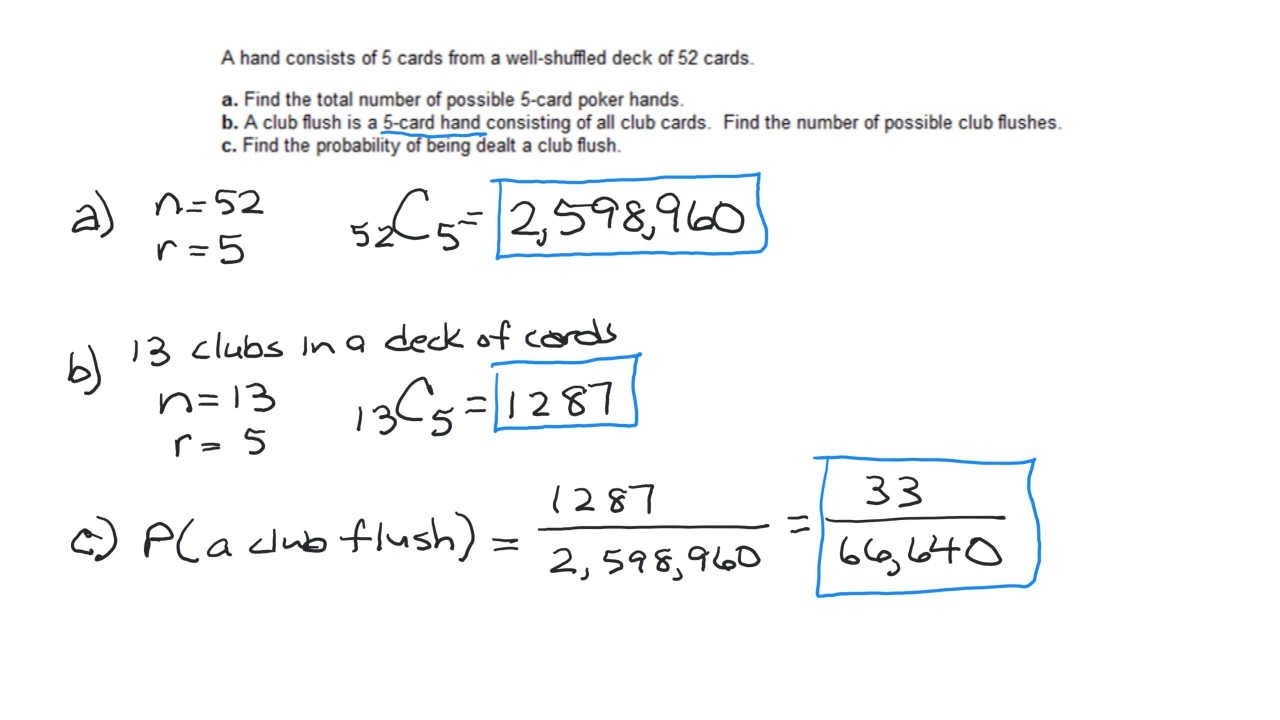 A hand consists of 5 cards from a well-shuffled deck of 52 cards.
a. Find the total number of possible 5-card poker hands.
b. A club flush is a 5-card hand consisting of all club cards. Find the number of possible club flushes.
c. Find the probability of being dealt a club flush.
a) n=52
r=5
₅₂C₅= 2,598,960
b) 13 clubs in a deck of cards
n=13
r= 5
₁₃C₅= 1287
c.) P(a club flush) = 1287/2,598,960 = 33/66,640